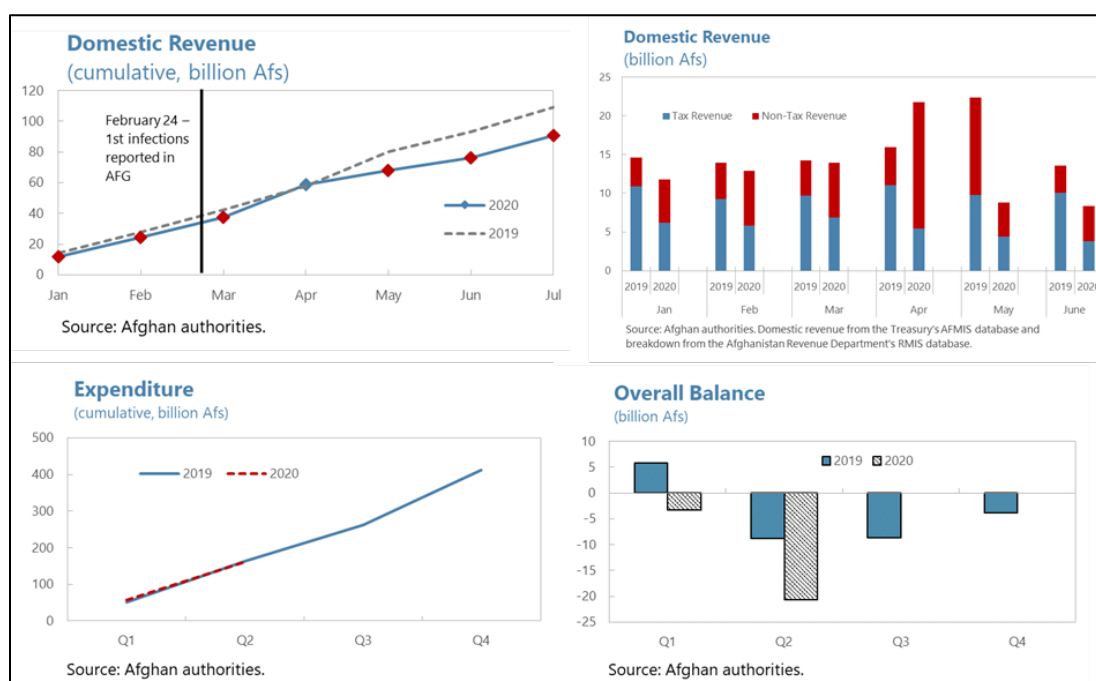 Domestic Revenue
(cumulative, billion Afs)
120
100
80
60
40
20
0
February 24 –
1st infections
reported in
AFG
2020
2019
Jan Feb Mar Apr May Jun Jul
Source: Afghan authorities.
Domestic Revenue
(billion Afs)
25
20
15
10
5
0
Tax Revenue Non-Tax Revenue
2019 2020 2019 2020 2019 2020 2019 2020 2019 2020 2019 2020
Jan Feb Mar Apr May June
Source: Afghan authorities. Domestic revenue from the Treasury's AFMIS database and
breakdown from the Afghanistan Revenue Department's RMIS database.
Expenditure
(cumulative, billion Afs)
500
400
300
200
100
0
2019 2020
Q1 Q2 Q3 Q4
Source: Afghan authorities.
Overall Balance
(billion Afs)
10
5
0
-5
-10
-15
-20
-25
2019 2020
Q1 Q2 Q3 Q4
Source: Afghan authorities.